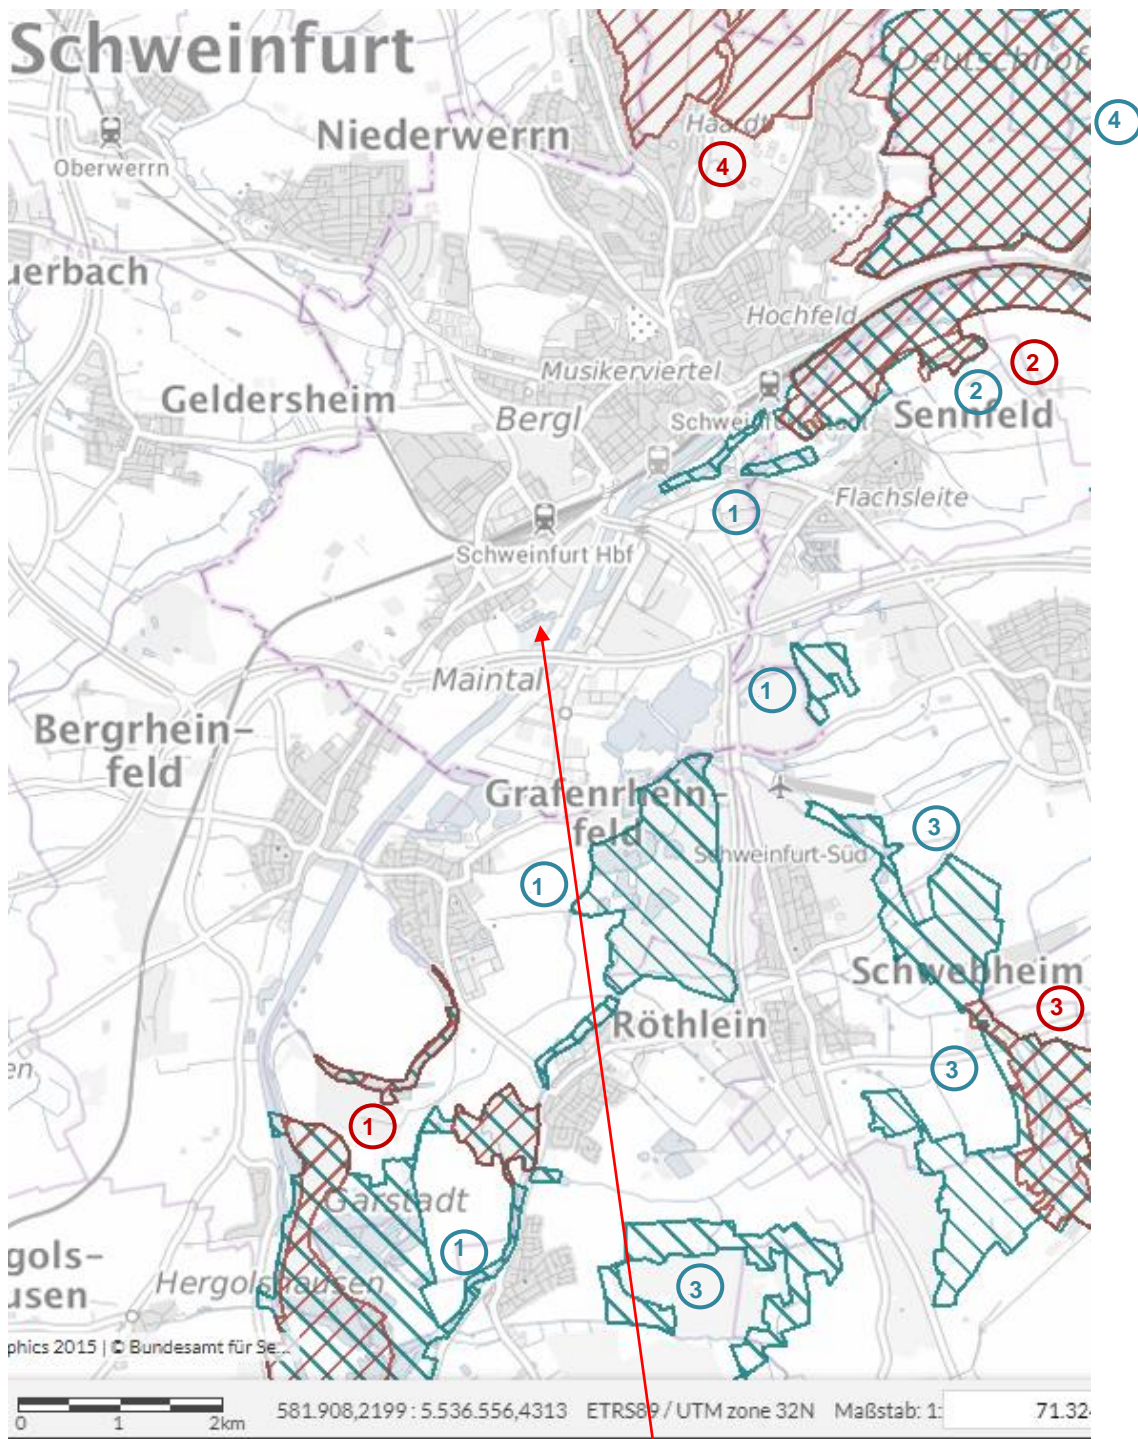 Schweinfurt
Deutschhof
4
Niederwerrn
Haardt
Oberwerrn
4
uerbach
Hochfeld
2
Musikerviertel
2
Geldersheim
Bergl
Sennfeld
Flachsleite
1
Schweinfurt Hbf
Maintal
1
Bergrhein-
feld
Grafenrhein-
feld
3
Schweinfurt-Süd
1
Schwebheim
3
Röthlein
en
3
1
Garstadt
1
gols-
usen
Hergolshausen
3
phics 2015 | © Bundesamt für Se...
0 1 2km
581.908,2199 : 5.536.556,4313 ETRS89 / UTM zone 32N Maßstab: 1: 71.324